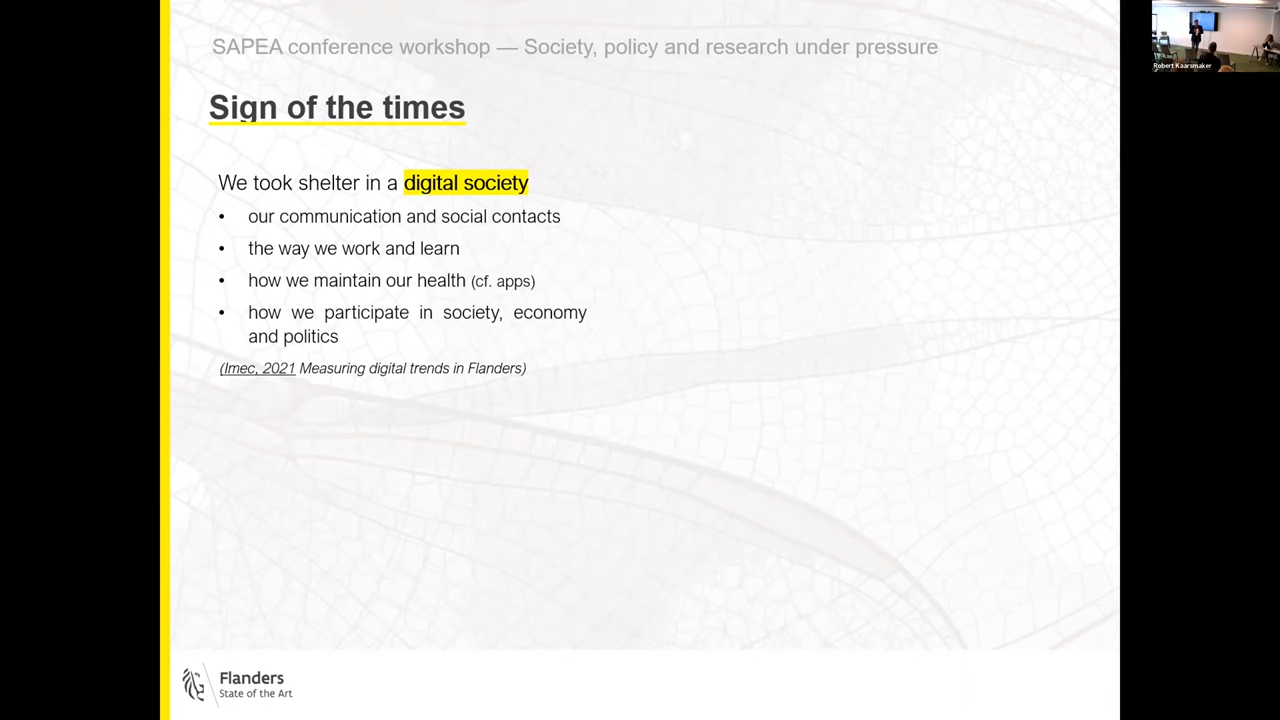 SAPEA conference workshop — Society, policy and research under pressure
Sign of the times
We took shelter in a digital society
• our communication and social contacts
• the way we work and learn
• how we maintain our health (cf. apps)
• how we participate in society, economy
and politics
(Imec, 2021 Measuring digital trends in Flanders)
Flanders
State of the Art
Robert Kaarsmaker